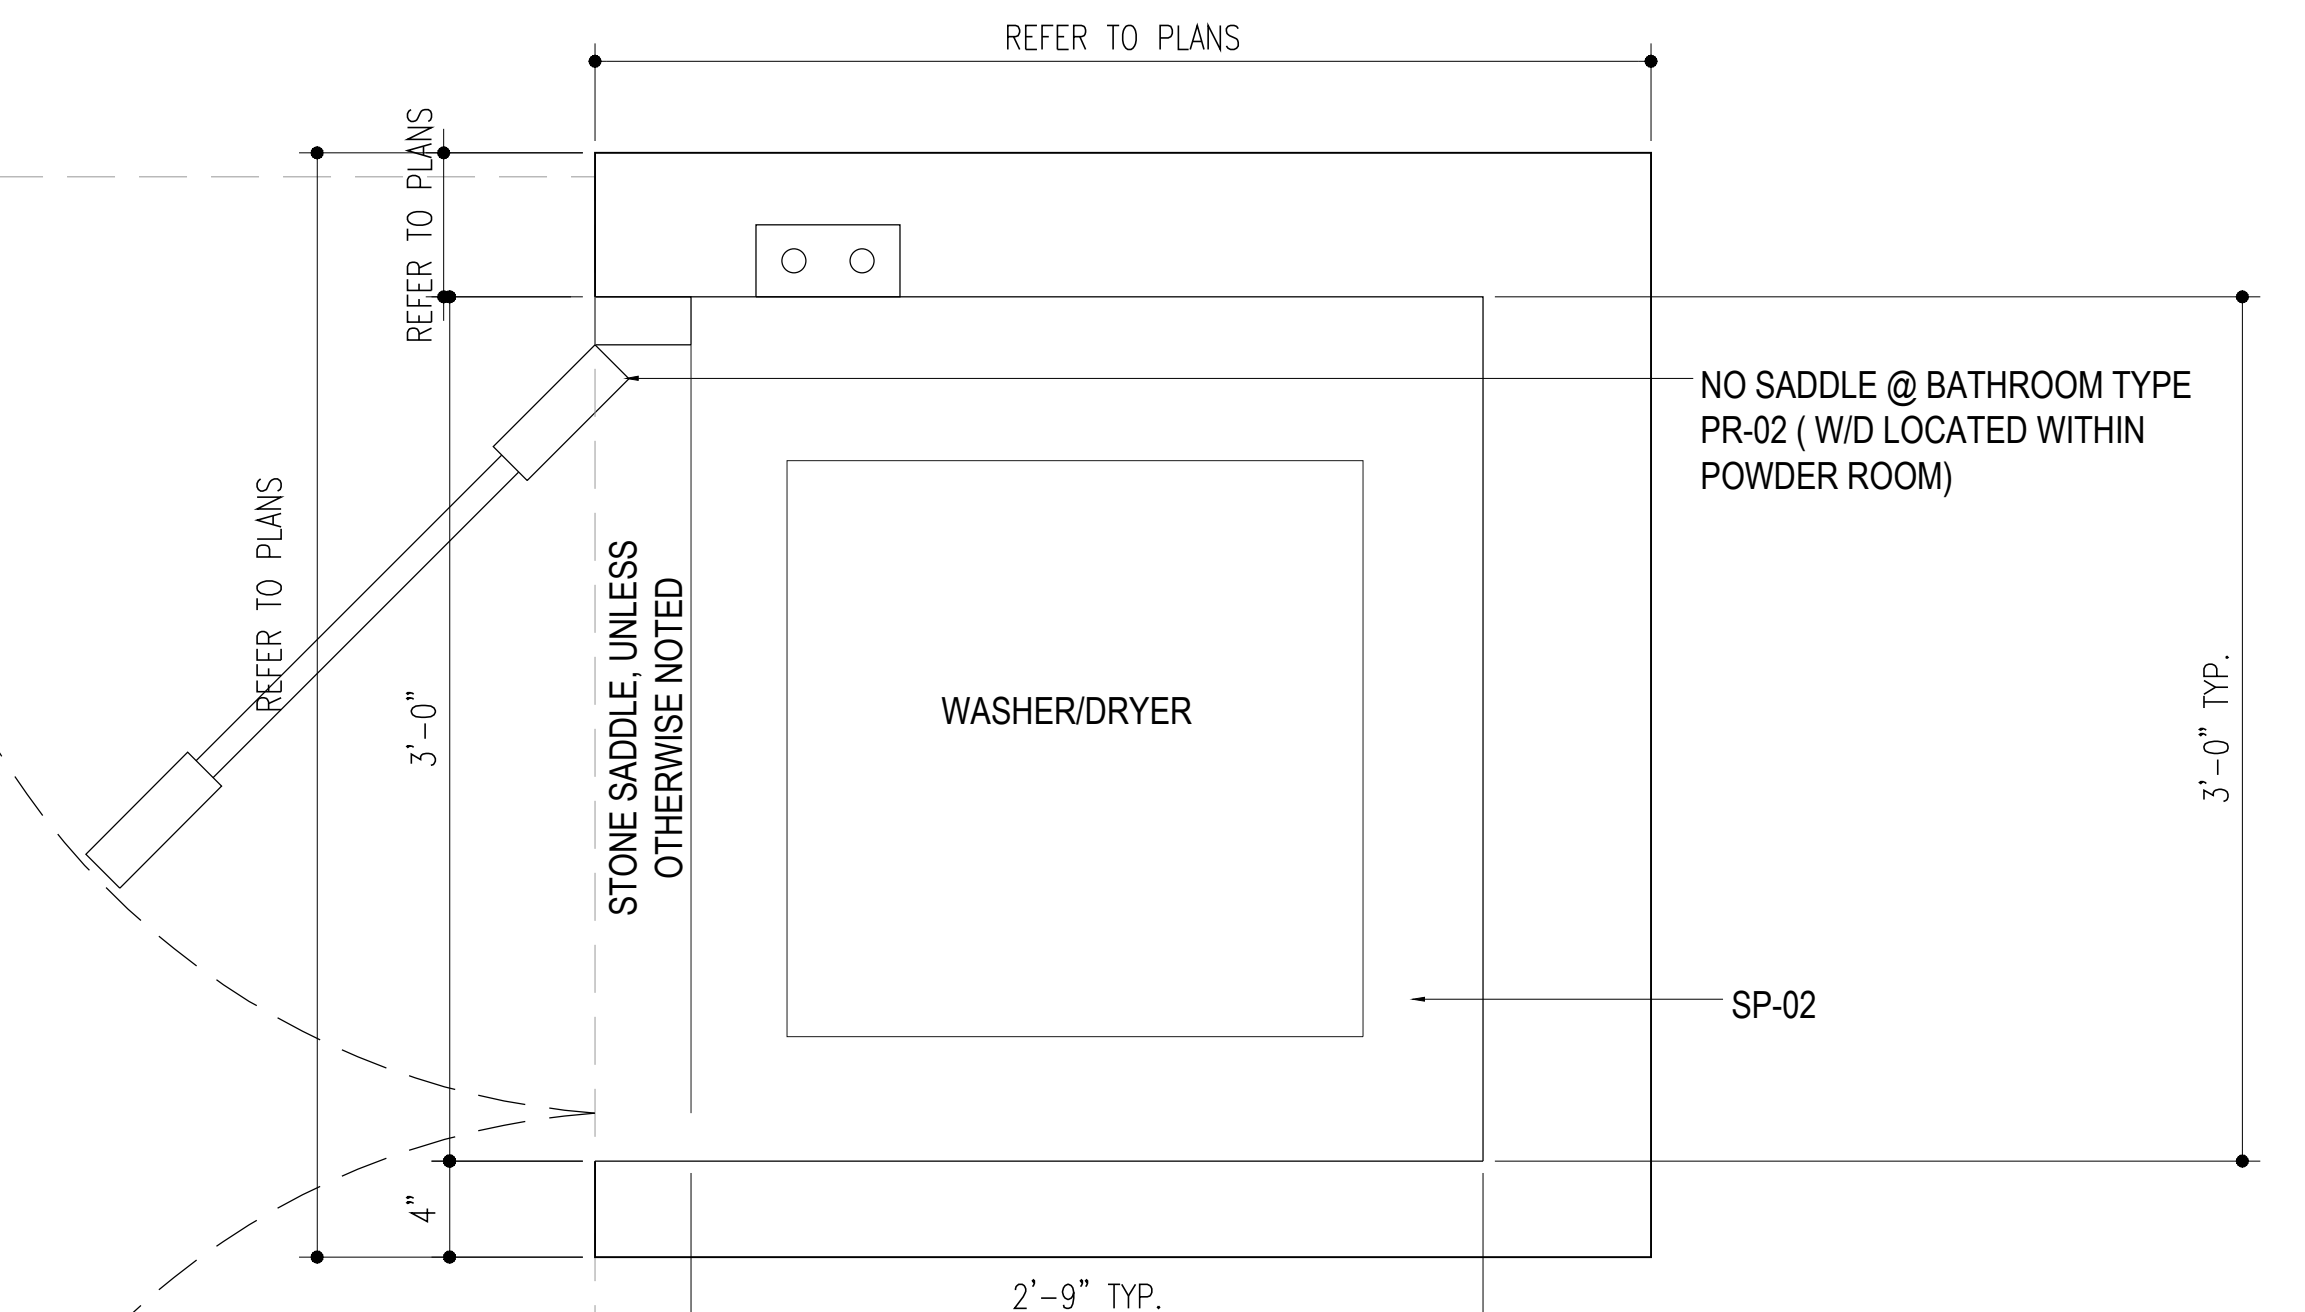 REFER TO PLANS
REFER TO PLANS
NO SADDLE @ BATHROOM TYPE
PR-02 ( W/D LOCATED WITHIN
POWDER ROOM)
REFER TO PLANS
3'-0"
STONE SADDLE, UNLESS
OTHERWISE NOTED
WASHER/DRYER
3'-0" TYP.
SP-02
4"
2'-9" TYP.